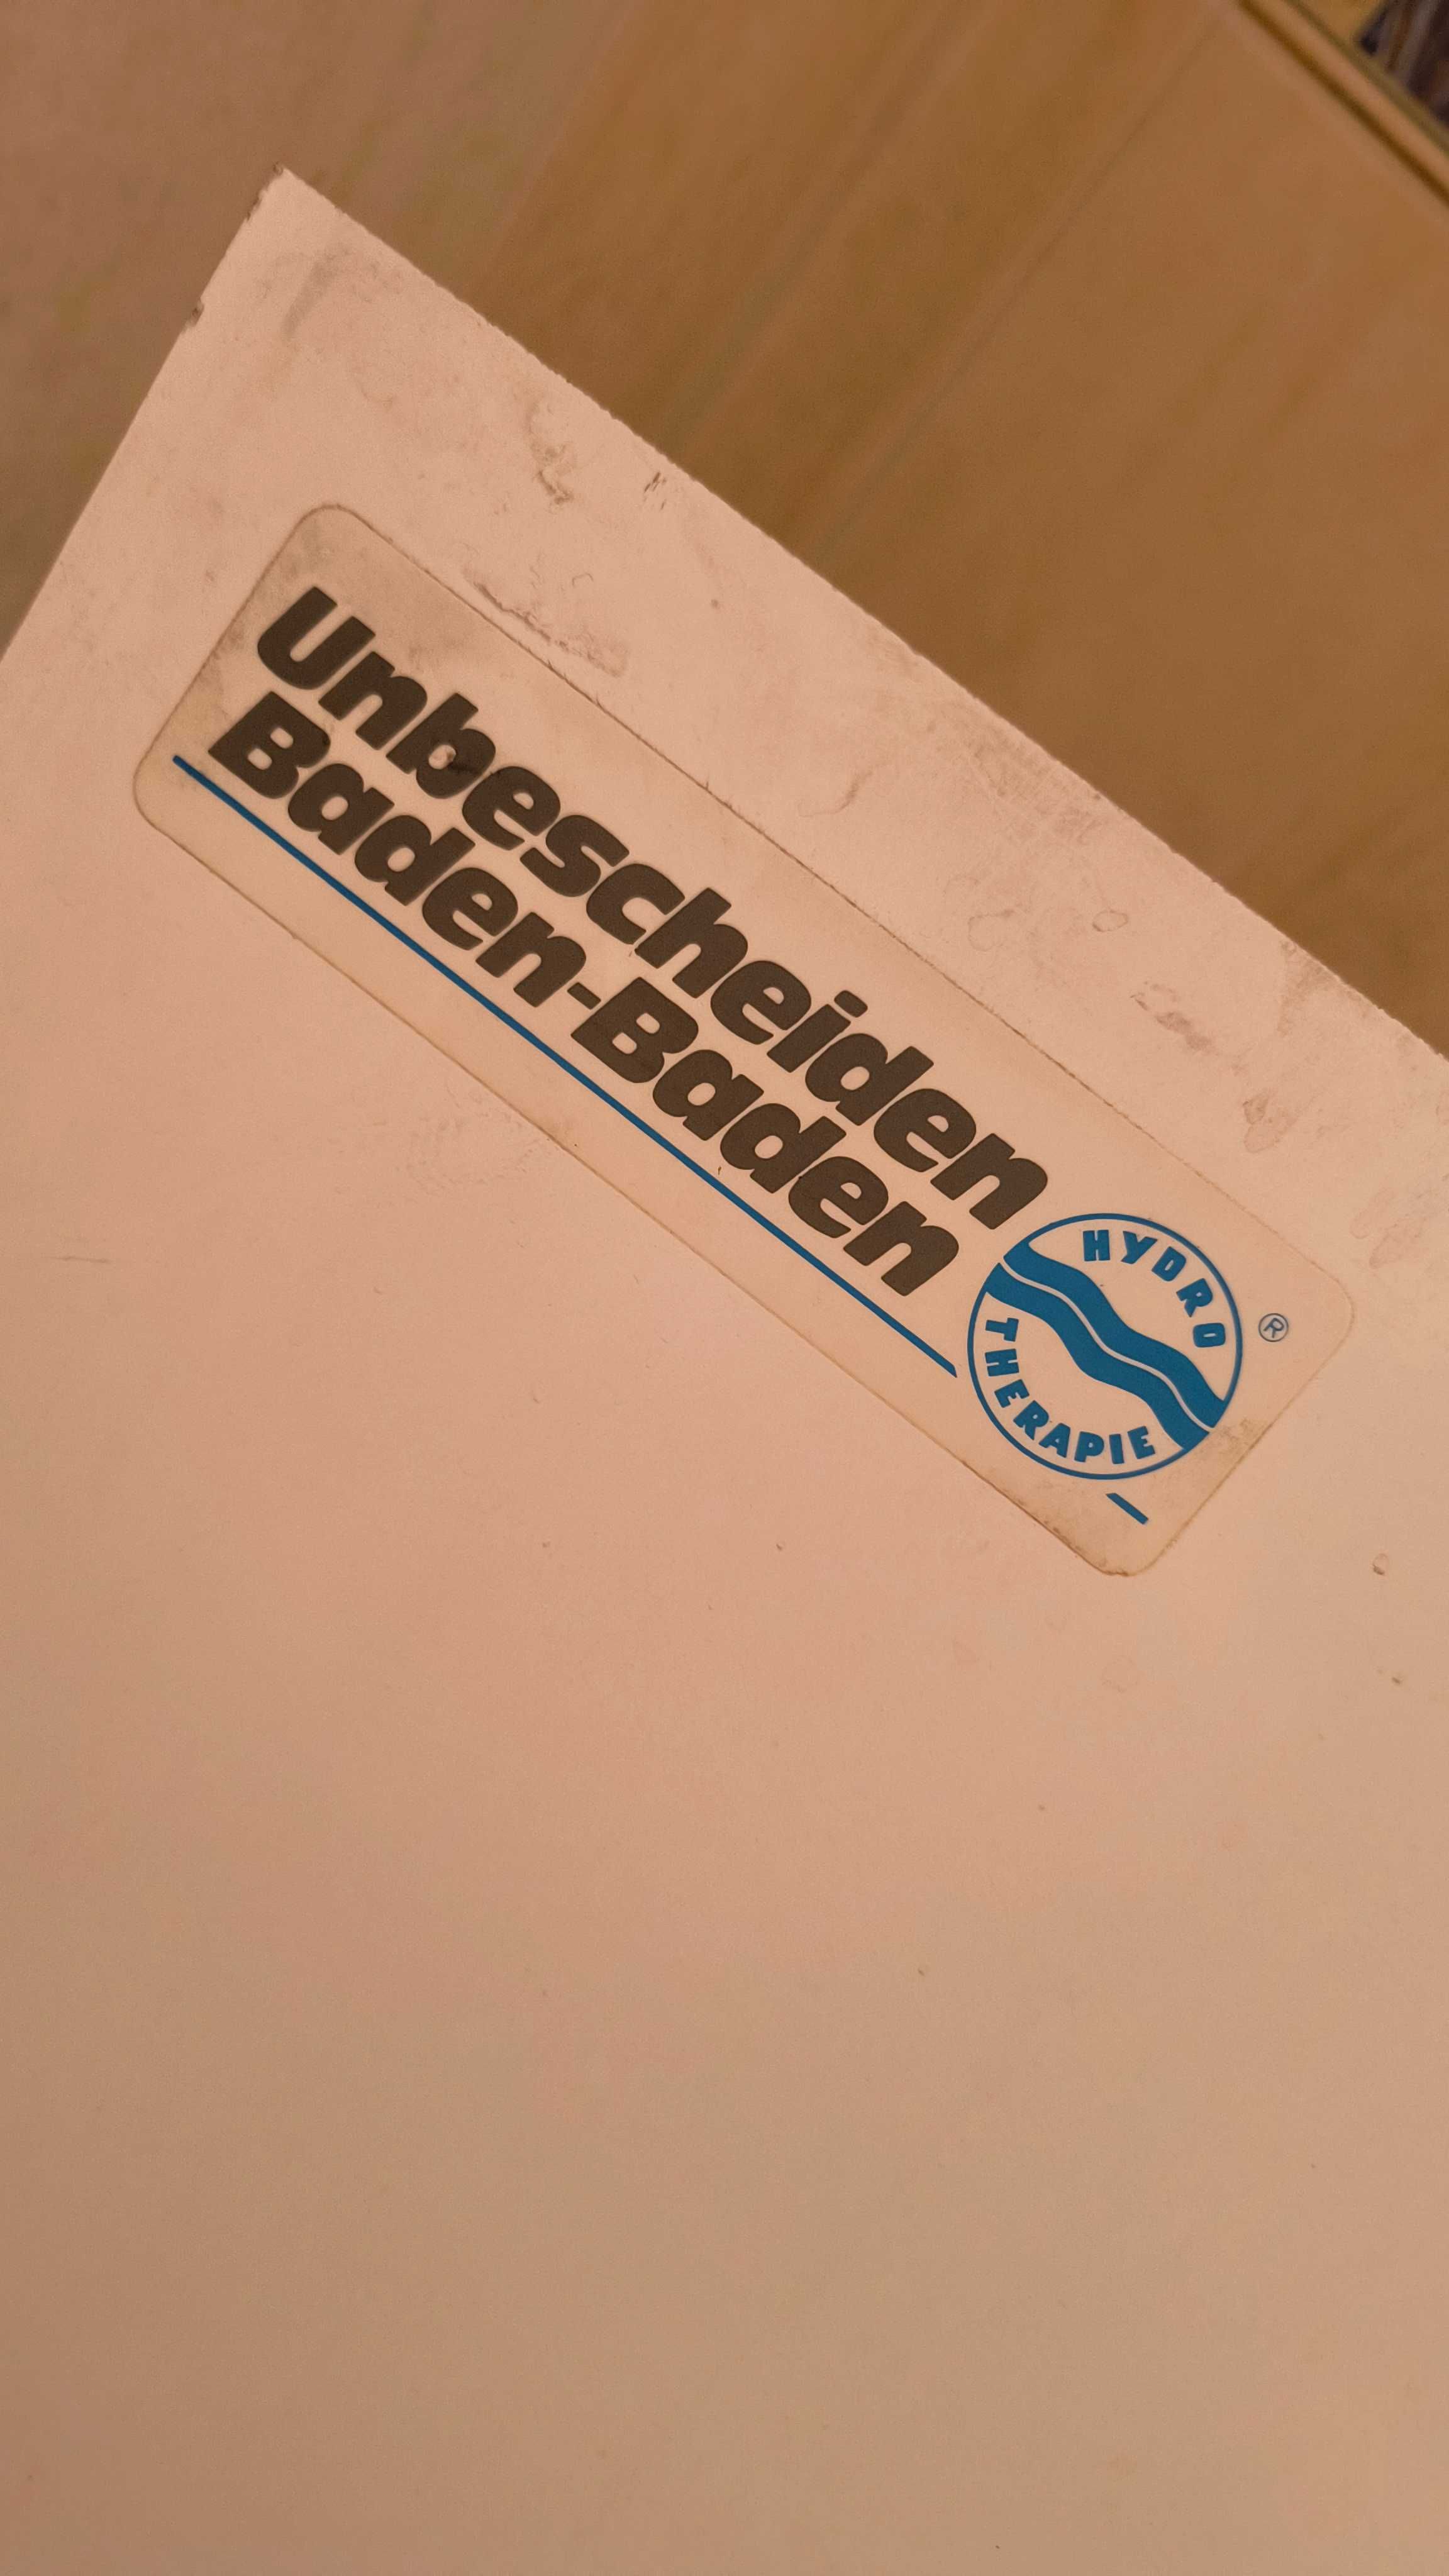 Unbescheiden
Baden-Baden
HYDRO
THERAPIE
®